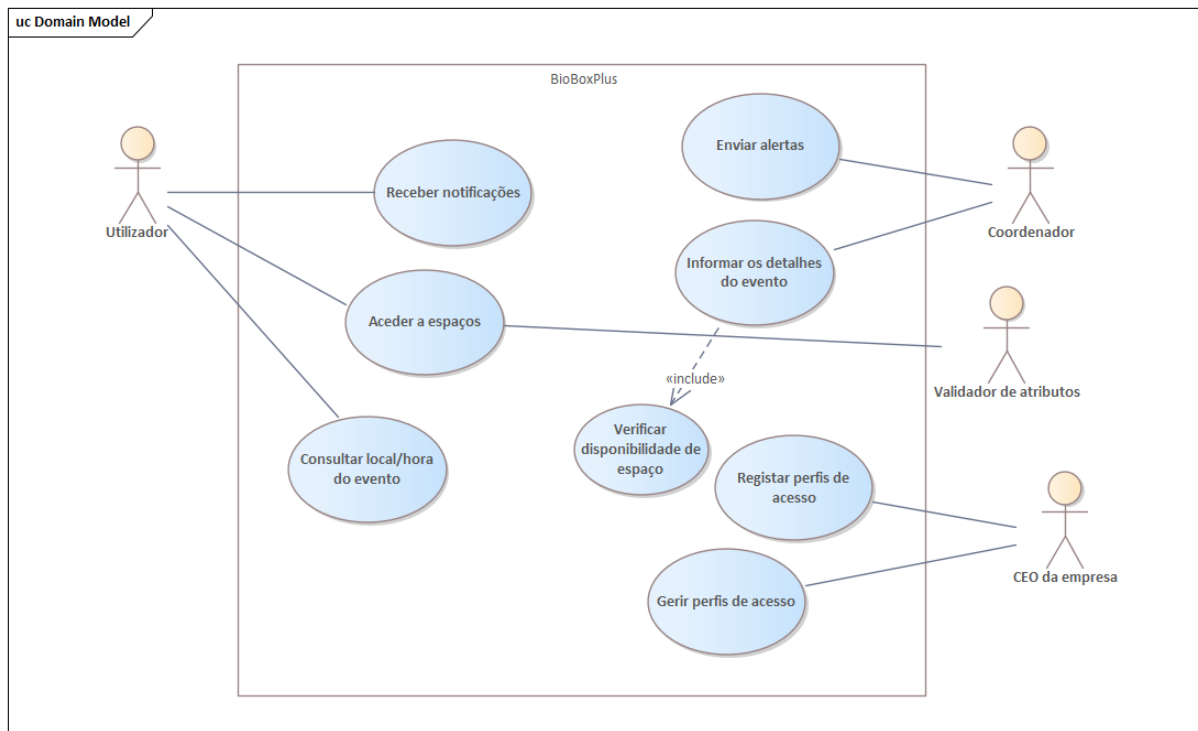 uc Domain Model
BioBoxPlus
Enviar alertas
Receber notificações
Utilizador
Coordenador
Informar os detalhes
do evento
Aceder a espaços
Validador de atributos
«include»
Verificar
disponibilidade de
espaço
Consultar local/hora
do evento
Registar perfis de
acesso
CEO da empresa
Gerir perfis de acesso